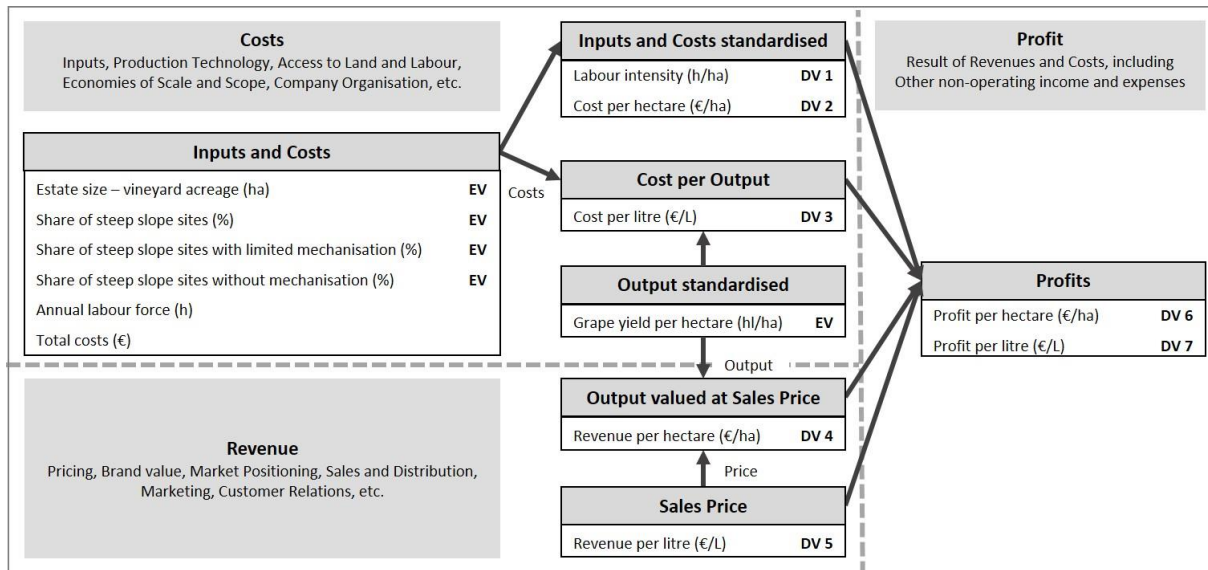 Costs
Inputs, Production Technology, Access to Land and Labour,
Economies of Scale and Scope, Company Organisation, etc.
Inputs and Costs
Estate size – vineyard acreage (ha) EV
Share of steep slope sites (%) EV
Share of steep slope sites with limited mechanisation (%) EV
Share of steep slope sites without mechanisation (%) EV
Annual labour force (h)
Total costs (€)
Costs
Inputs and Costs standardised
Labour intensity (h/ha) DV 1
Cost per hectare (€/ha) DV 2
Cost per Output
Cost per litre (€/L) DV 3
Output standardised
Grape yield per hectare (hl/ha) EV
Output
Output valued at Sales Price
Revenue per hectare (€/ha) DV 4
Price
Sales Price
Revenue per litre (€/L) DV 5
Revenue
Pricing, Brand value, Market Positioning, Sales and Distribution,
Marketing, Customer Relations, etc.
Profit
Result of Revenues and Costs, including
Other non-operating income and expenses
Profits
Profit per hectare (€/ha) DV 6
Profit per litre (€/L) DV 7